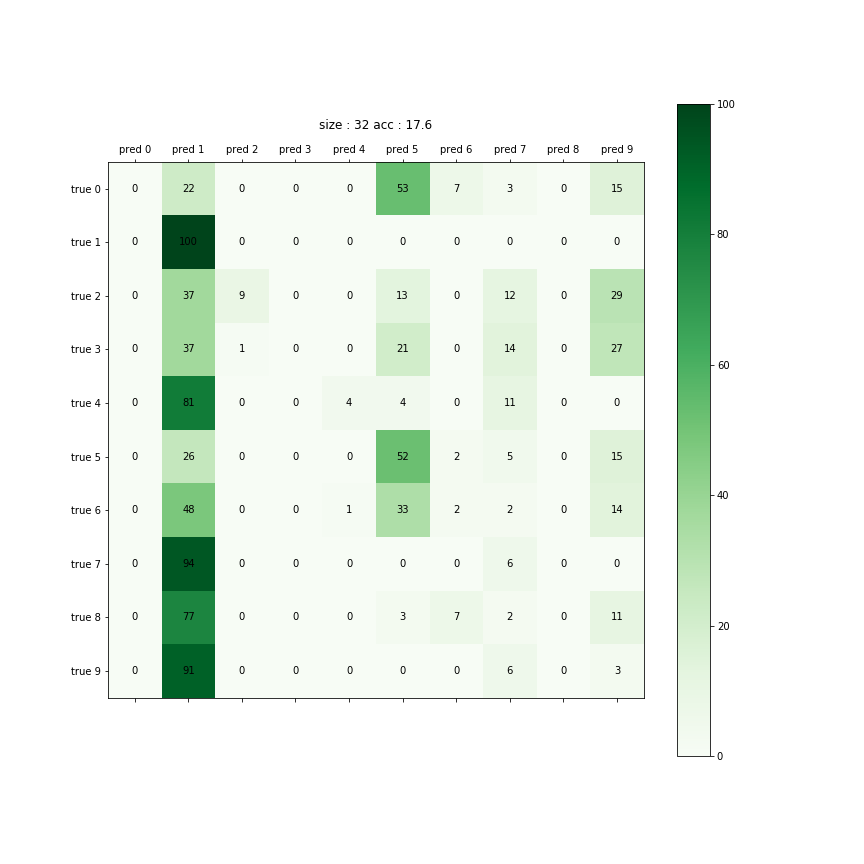 size : 32 acc : 17.6
pred 0 pred 1 pred 2 pred 3 pred 4 pred 5 pred 6 pred 7 pred 8 pred 9
true 0 0 22 0 0 0 53 7 3 0 15
true 1 0 100 0 0 0 0 0 0 0 0
true 2 0 37 9 0 0 13 0 12 0 29
true 3 0 37 1 0 0 21 0 14 0 27
true 4 0 81 0 0 4 4 0 11 0 0
true 5 0 26 0 0 0 52 2 5 0 15
true 6 0 48 0 0 1 33 2 2 0 14
true 7 0 94 0 0 0 0 0 6 0 0
true 8 0 77 0 0 0 3 7 2 0 11
true 9 0 91 0 0 0 0 0 6 0 3
100
80
60
40
20
0